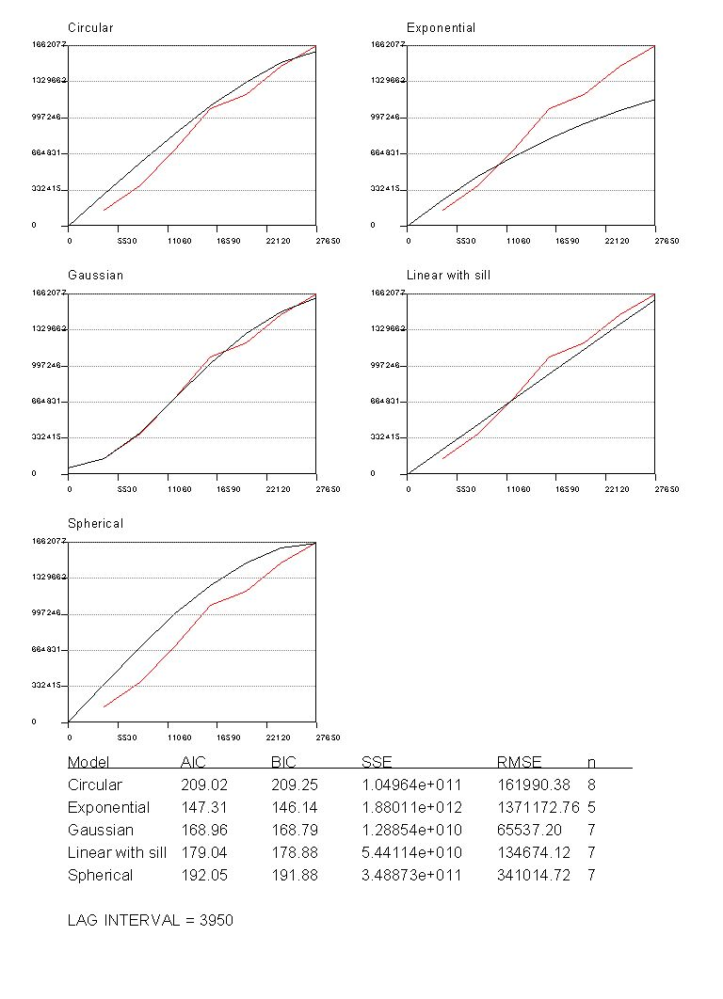 Circular Exponential
1662077 1662077
1329662 1329662
997246 997246
664831 664831
332415 332415
0 0
0 5530 11060 16590 22120 27650 0 5530 11060 16590 22120 27650
Gaussian Linear with sill
1662077 1662077
1329662 1329662
997246 997246
664831 664831
332415 332415
0 0
0 5530 11060 16590 22120 27650 0 5530 11060 16590 22120 27650
Spherical
1662077
1329662
997246
664831
332415
0
0 5530 11060 16590 22120 27650
Model AIC BIC SSE RMSE n
Circular 209.02 209.25 1.04964e+011 161990.38 8
Exponential 147.31 146.14 1.88011e+012 1371172.76 5
Gaussian 168.96 168.79 1.28854e+010 65537.20 7
Linear with sill 179.04 178.88 5.44114e+010 134674.12 7
Spherical 192.05 191.88 3.48873e+011 341014.72 7
LAG INTERVAL = 3950